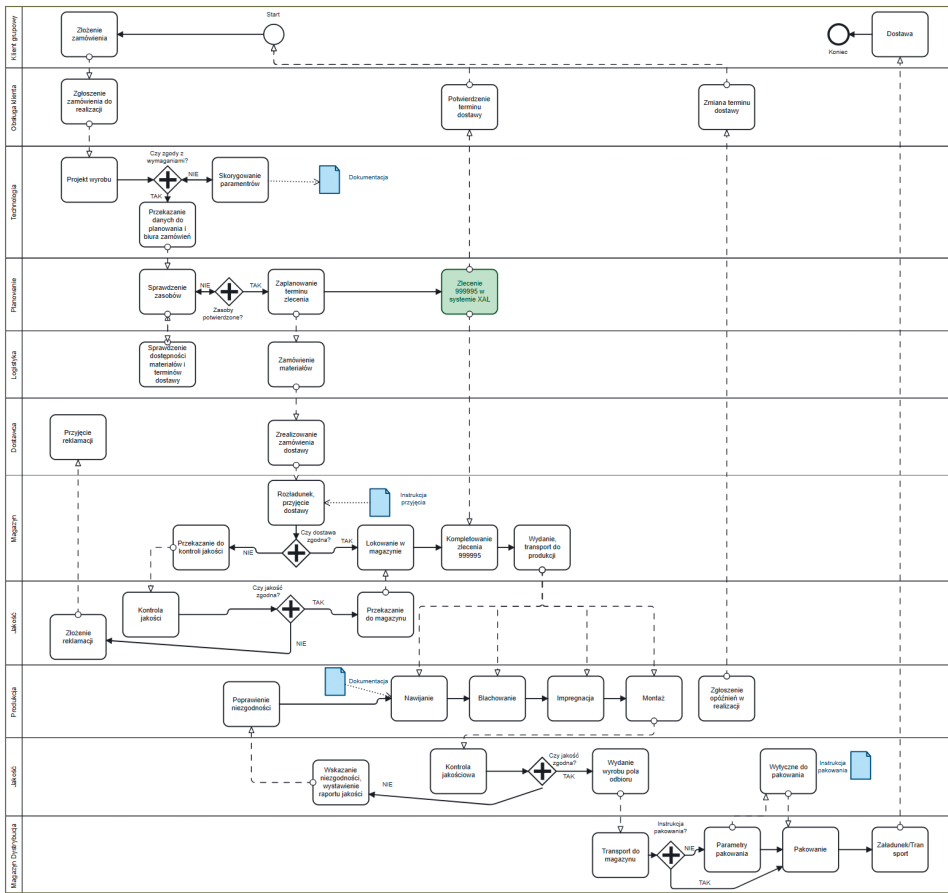 Klient grupowy
Złożenie
zamówienia
Start
Koniec
Dostawa
Obsługa klienta
Zgłoszenie
zamówienia do
realizacji
Potwierdzenie
terminu
dostawy
Zmiana terminu
dostawy
Technologia
Projekt wyrobu
Czy zgody z
wymaganiami?
NIE
TAK
Skorygowanie
paramentrów
Dokumentacja
Przekazanie
danych do
planowania i
biura zamówień
Planowanie
Sprawdzenie
zasobów
NIE
TAK
Zasoby
potwierdzone?
Zaplanowanie
terminu
zlecenia
Zlecenie
999995 w
systemie XAL
Logistyka
Sprawdzenie
dostępności
materiałów i
terminów
dostawy
Zamówienie
materiałów
Dostawca
Przyjęcie
reklamacji
Zrealizowanie
zamówienia
dostawy
Magazyn
Rozładunek,
przyjęcie
dostawy
Instrukcja
przyjęcia
Przekazanie do
kontroli jakości
NIE
Czy dostawa
zgodna?
TAK
Lokowanie w
magazynie
Kompletowanie
zlecenia
999995
Wydanie,
transport do
produkcji
Jakość
Złożenie
reklamacji
Kontrola
jakości
Czy jakość
zgodna?
TAK
NIE
Przekazanie
do magazynu
Produkcja
Poprawienie
niezgodności
Dokumentacja
Nawijanie
Blachowanie
Impregnacja
Montaż
Zgłoszenie
opóźnień w
realizacji
Jakość
Wskazanie
niezgodności,
wystawienie
raportu jakości
NIE
Kontrola
jakościowa
Czy jakość
zgodna?
TAK
Wydanie
wyrobu pola
odbioru
Wytyczne do
pakowania
Instrukcja
pakowania
Magazyn Dystrybucja
Transport do
magazynu
Instrukcja
pakowania?
NIE
TAK
Parametry
pakowania
Pakowanie
Załadunek/Tran
sport